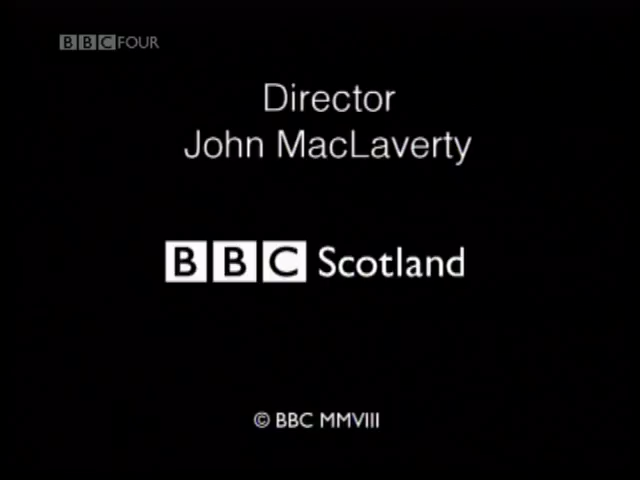 BBC FOUR
Director
John MacLaverty
BBC Scotland
© BBC MMVIII